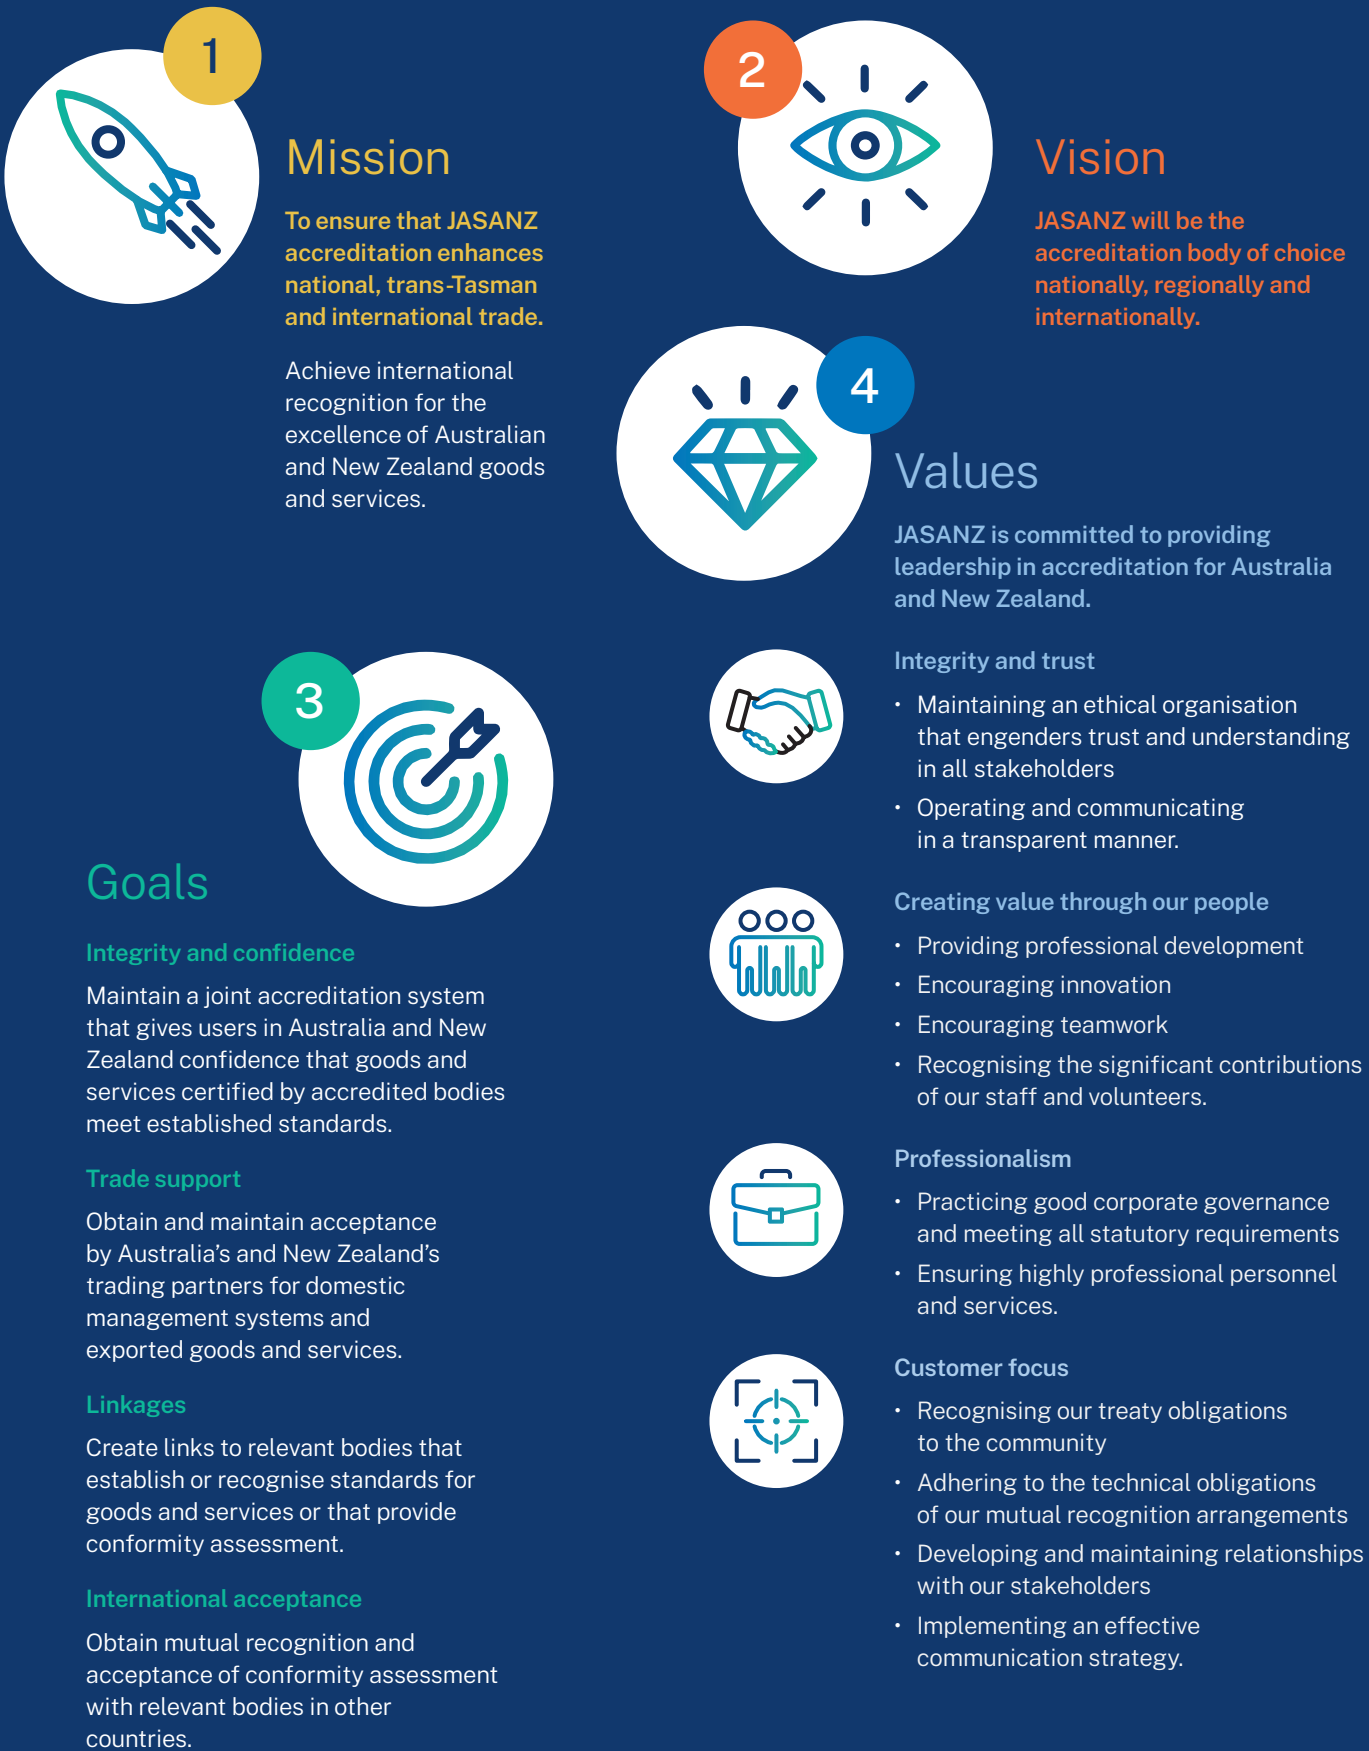 1
Mission
To ensure that JASANZ
accreditation enhances
national, trans-Tasman
and international trade.
Achieve international
recognition for the
excellence of Australian
and New Zealand goods
and services.
2
Vision
JASANZ will be the
accreditation body of choice
nationally, regionally and
internationally.
3
Goals
Integrity and confidence
Maintain a joint accreditation system
that gives users in Australia and New
Zealand confidence that goods and
services certified by accredited bodies
meet established standards.
Trade support
Obtain and maintain acceptance
by Australia’s and New Zealand’s
trading partners for domestic
management systems and
exported goods and services.
Linkages
Create links to relevant bodies that
establish or recognise standards for
goods and services or that provide
conformity assessment.
International acceptance
Obtain mutual recognition and
acceptance of conformity assessment
with relevant bodies in other
countries.
4
Values
JASANZ is committed to providing
leadership in accreditation for Australia
and New Zealand.
Integrity and trust
• Maintaining an ethical organisation
that engenders trust and understanding
in all stakeholders
• Operating and communicating
in a transparent manner.
Creating value through our people
• Providing professional development
• Encouraging innovation
• Encouraging teamwork
• Recognising the significant contributions
of our staff and volunteers.
Professionalism
• Practicing good corporate governance
and meeting all statutory requirements
• Ensuring highly professional personnel
and services.
Customer focus
• Recognising our treaty obligations
to the community
• Adhering to the technical obligations
of our mutual recognition arrangements
• Developing and maintaining relationships
with our stakeholders
• Implementing an effective
communication strategy.